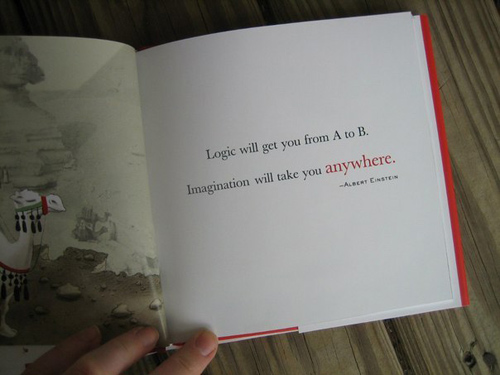 Logic will get you from A to B.
Imagination will take you anywhere.
–Albert Einstein